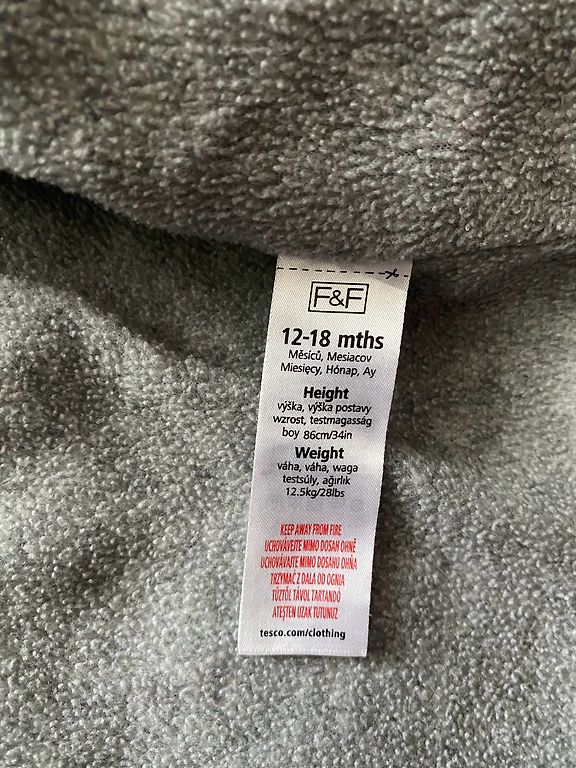 F&F
12-18 mths
Měsíců, Mesiacov
Miesięcy, Hónap, Ay
Height
výška, výška postavy
wzrost, testmagasság
boy 86cm/34in
Weight
váha, váha, waga
testsúly, ağırlık
12.5kg/28lbs
KEEP AWAY FROM FIRE
UCHOVÁVEJTE MIMO DOSAH OHNĚ
UCHOVÁVAJTE MIMO DOSAHU OHŇA
TRZYMAĆ Z DALA OD OGNIA
TŰZTŐL TÁVOL TARTANDÓ
ATEŞTEN UZAK TUTUNUZ
tesco.com/clothing